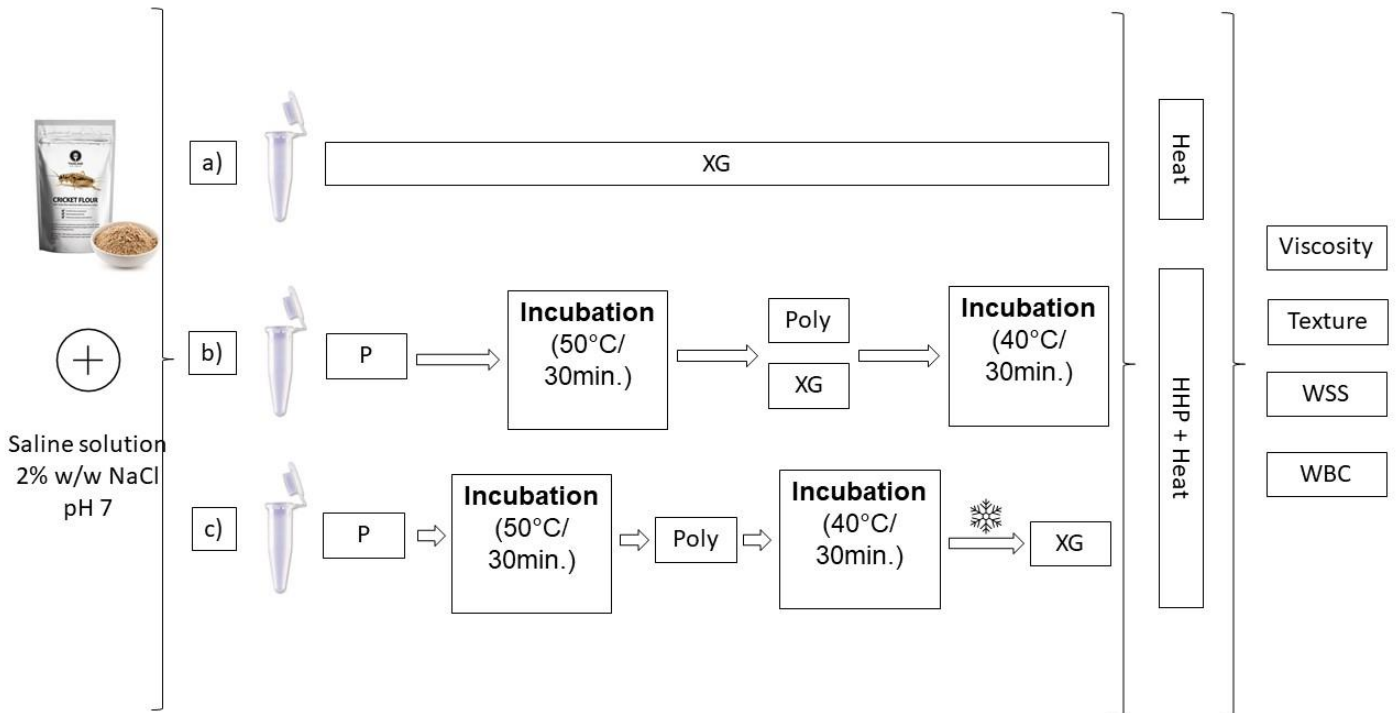 CRICKET FLOUR
Saline solution
2% w/w NaCl
pH 7
a)
XG
b)
P
Incubation
(50°C/
30min.)
Poly
XG
Incubation
(40°C/
30min.)
c)
P
Incubation
(50°C/
30min.)
Poly
Incubation
(40°C/
30min.)
XG
Heat
HHP + Heat
Viscosity
Texture
WSS
WBC